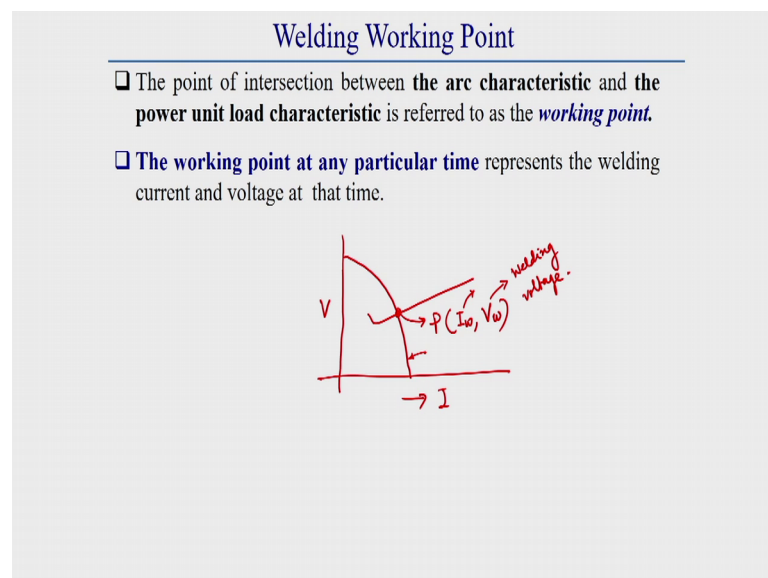 Welding Working Point
❑ The point of intersection between the arc characteristic and the
power unit load characteristic is referred to as the working point.
❑ The working point at any particular time represents the welding
current and voltage at that time.
welding
voltage.
V
P(Iw, Vw)
→ I